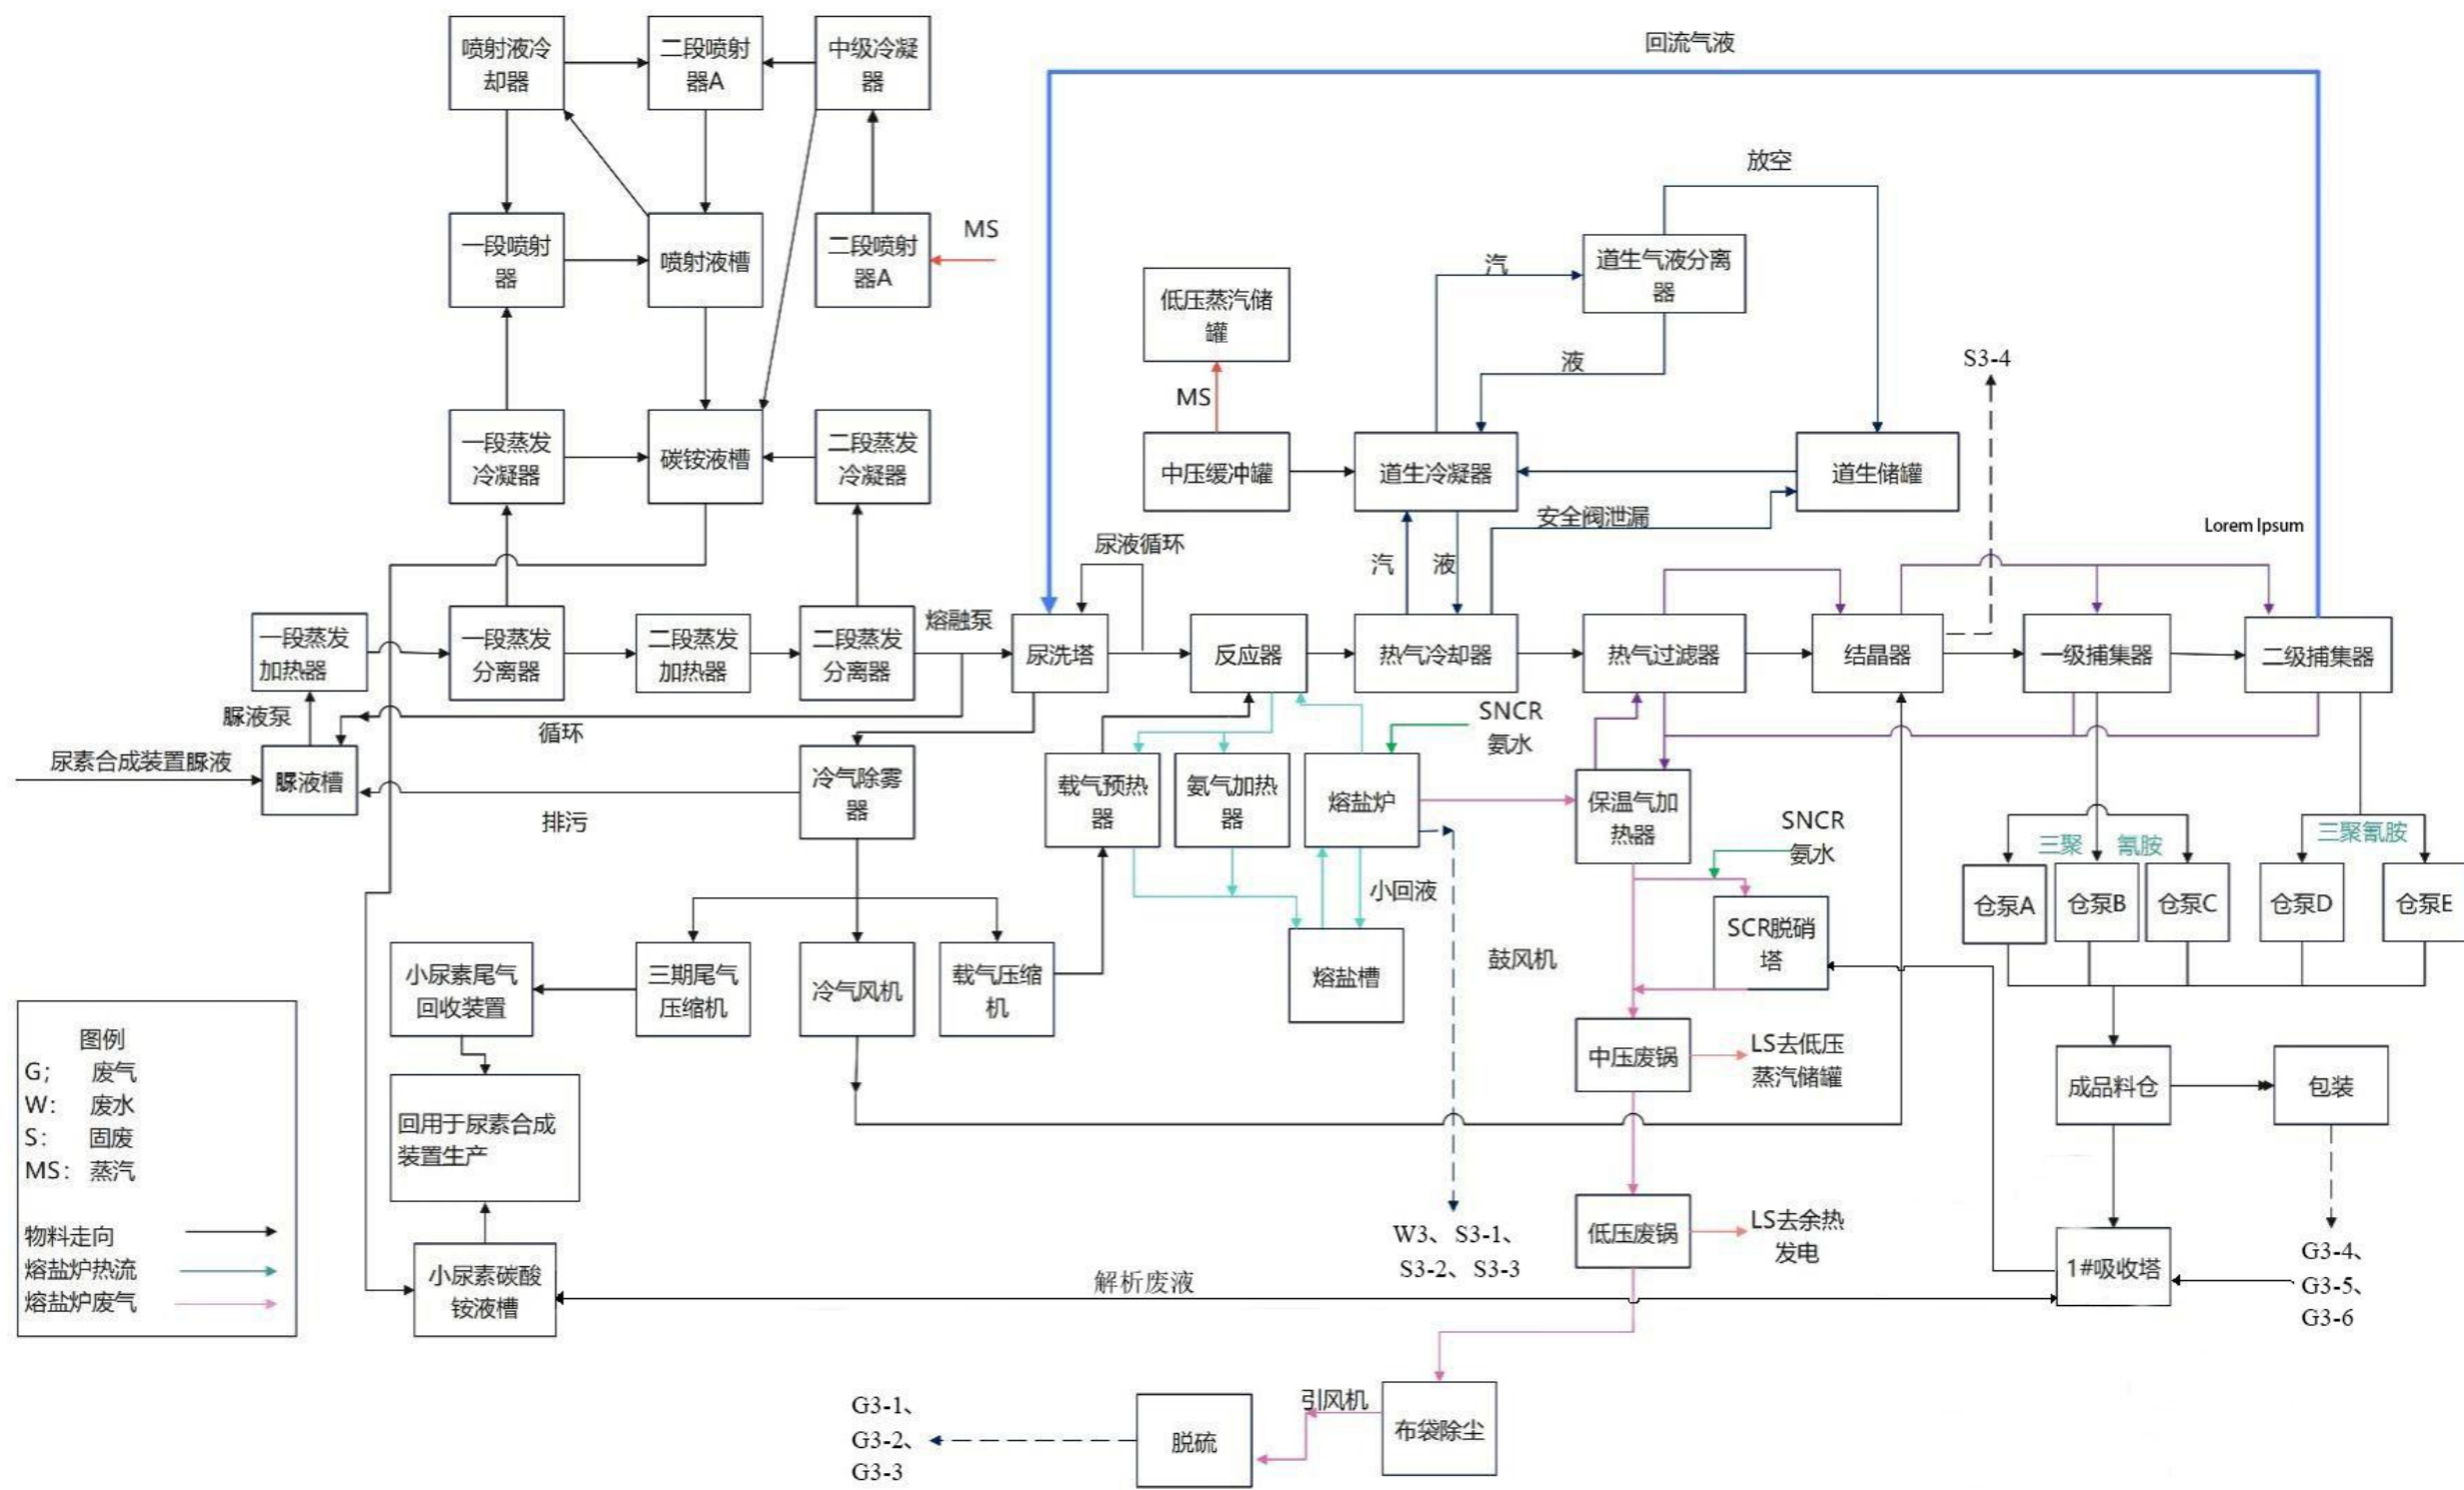 回流气液
喷射液冷
却器
二段喷射
器A
中级冷凝
器
放空
一段喷射
器
喷射液槽
二段喷射
器A
MS
汽
道生气液分离
器
低压蒸汽储
罐
液
S3-4
MS
一段蒸发
冷凝器
碳铵液槽
二段蒸发
冷凝器
中压缓冲罐
道生冷凝器
道生储罐
安全阀泄漏
Lorem Ipsum
尿液循环
汽
液
一段蒸发
加热器
一段蒸发
分离器
二段蒸发
加热器
二段蒸发
分离器
熔融泵
尿洗塔
反应器
热气冷却器
热气过滤器
结晶器
一级捕集器
二级捕集器
脲液泵
循环
SNCR
氨水
尿素合成装置脲液
脲液槽
冷气除雾
器
载气预热
器
氨气加热
器
熔盐炉
保温气加
热器
排污
SNCR
氨水
三聚
氰胺
三聚氰胺
小回液
仓泵A
仓泵B
仓泵C
仓泵D
仓泵E
SCR脱硝
塔
鼓风机
小尿素尾气
回收装置
三期尾气
压缩机
冷气风机
载气压缩
机
熔盐槽
图例
G； 废气
W： 废水
S： 固废
MS： 蒸汽
物料走向
熔盐炉热流
熔盐炉废气
中压废锅
LS去低压
蒸汽储罐
成品料仓
包装
回用于尿素合成
装置生产
W3、S3-1、
S3-2、S3-3
低压废锅
LS去余热
发电
1#吸收塔
G3-4、
G3-5、
G3-6
小尿素碳酸
铵液槽
解析废液
G3-1、
G3-2、
G3-3
脱硫
引风机
布袋除尘